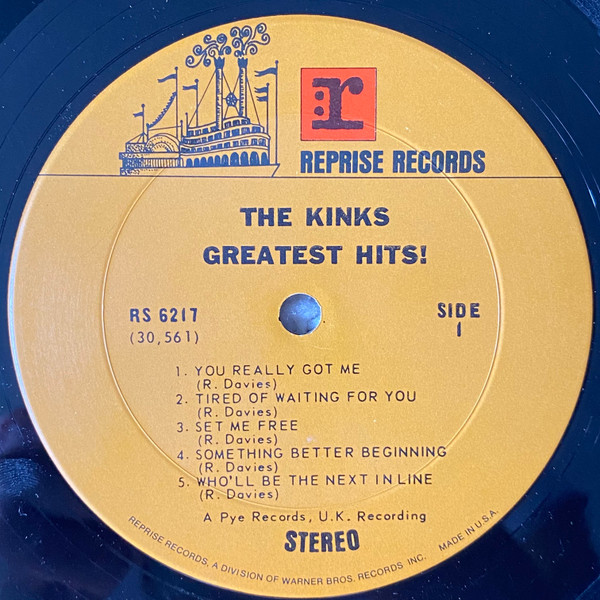 r
REPRISE RECORDS
THE KINKS
GREATEST HITS!
RS 6217
(30,561)
SIDE
1
1. YOU REALLY GOT ME
(R. Davies)
2. TIRED OF WAITING FOR YOU
(R. Davies)
3. SET ME FREE
(R. Davies)
4. SOMETHING BETTER BEGINNING
(R. Davies)
5. WHO'LL BE THE NEXT IN LINE
(R. Davies)
A Pye Records, U.K. Recording
STEREO
REPRISE RECORDS, A DIVISION OF WARNER BROS. RECORDS INC. MADE IN U.S.A.